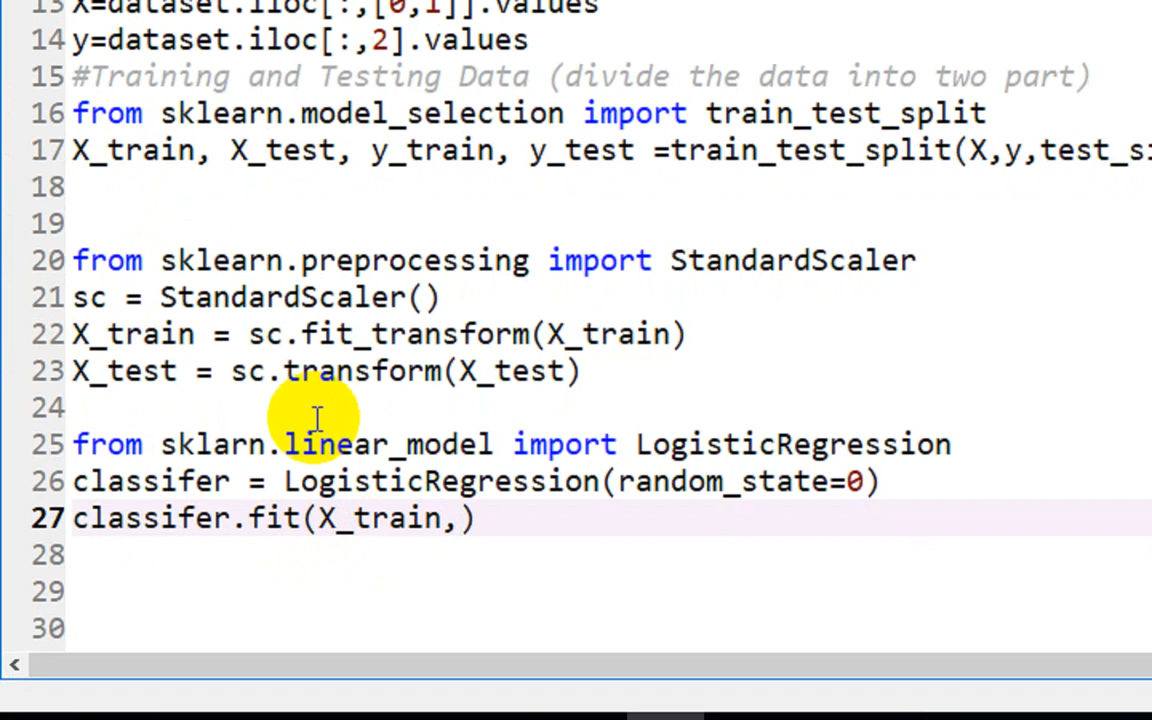 13 X=dataset.iloc[:,[0,1]].values
14 y=dataset.iloc[:,2].values
15 #Training and Testing Data (divide the data into two part)
16 from sklearn.model_selection import train_test_split
17 X_train, X_test, y_train, y_test =train_test_split(X,y,test_si
18
19
20 from sklearn.preprocessing import StandardScaler
21 sc = StandardScaler()
22 X_train = sc.fit_transform(X_train)
23 X_test = sc.transform(X_test)
24
25 from sklarn.linear_model import LogisticRegression
26 classifer = LogisticRegression(random_state=0)
27 classifer.fit(X_train,)
28
29
30